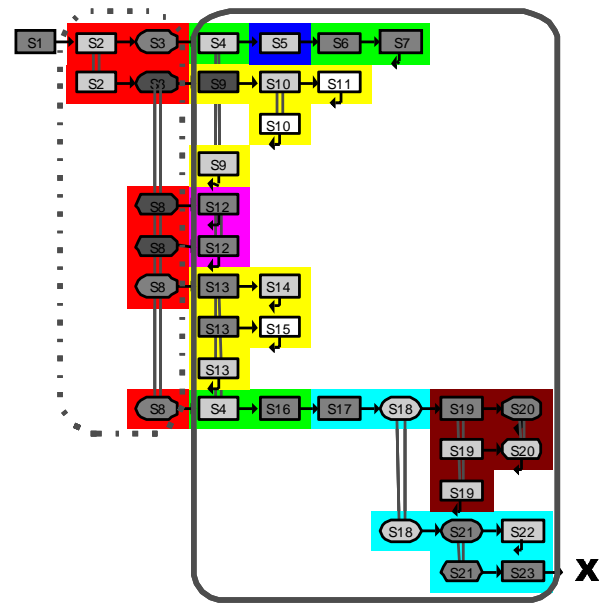 S1 S2 S3 S4 S5 S6 S7
S2 S3 S9 S10 S11
S10
S9
S8 S12
S8 S12
S8 S13 S14
S13 S15
S13
S8 S4 S16 S17 S18 S19 S20
S19 S20
S19
S18 S21 S22
S21 S23 X